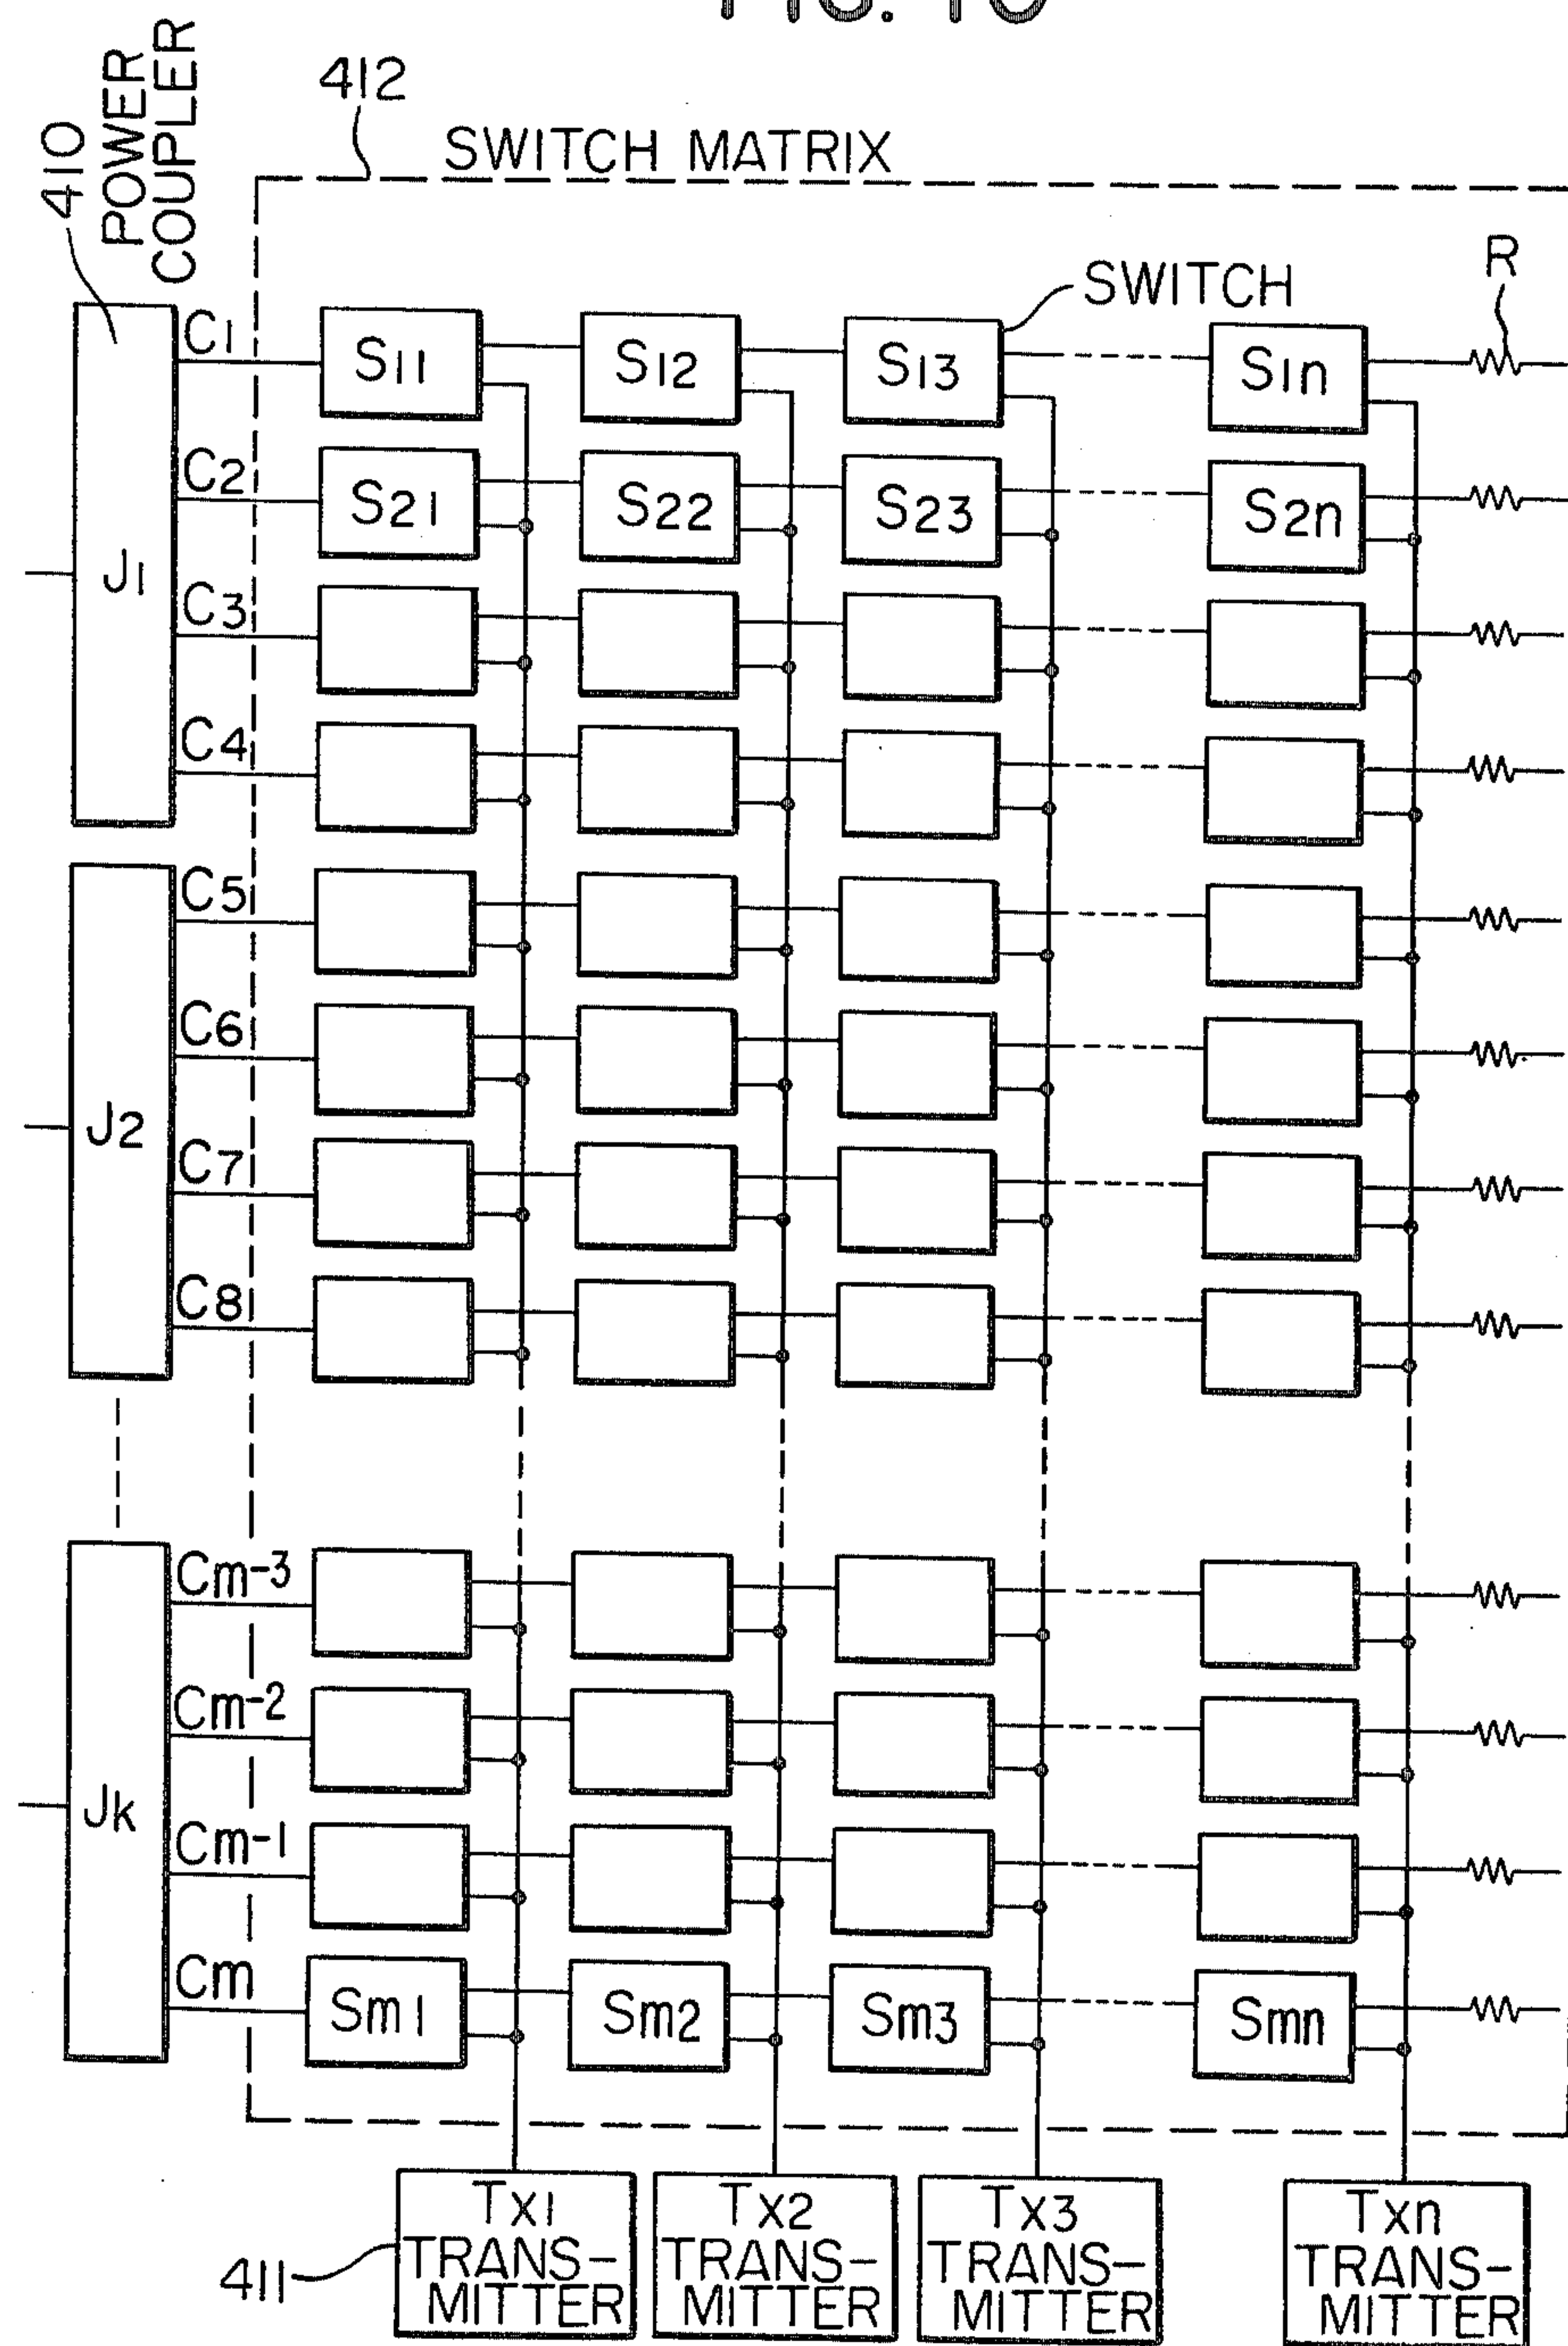 FIG. 10
412
SWITCH MATRIX
410
POWER
COUPLER
SWITCH
R
C1
S11
S12
S13
S1n
C2
S21
S22
S23
S2n
J1
C3
C4
C5
C6
J2
C7
C8
Cm-3
Cm-2
Jk
Cm-1
Cm
Sm1
Sm2
Sm3
Smn
Tx1
TRANS-
MITTER
Tx2
TRANS-
MITTER
Tx3
TRANS-
MITTER
Txn
TRANS-
MITTER
411